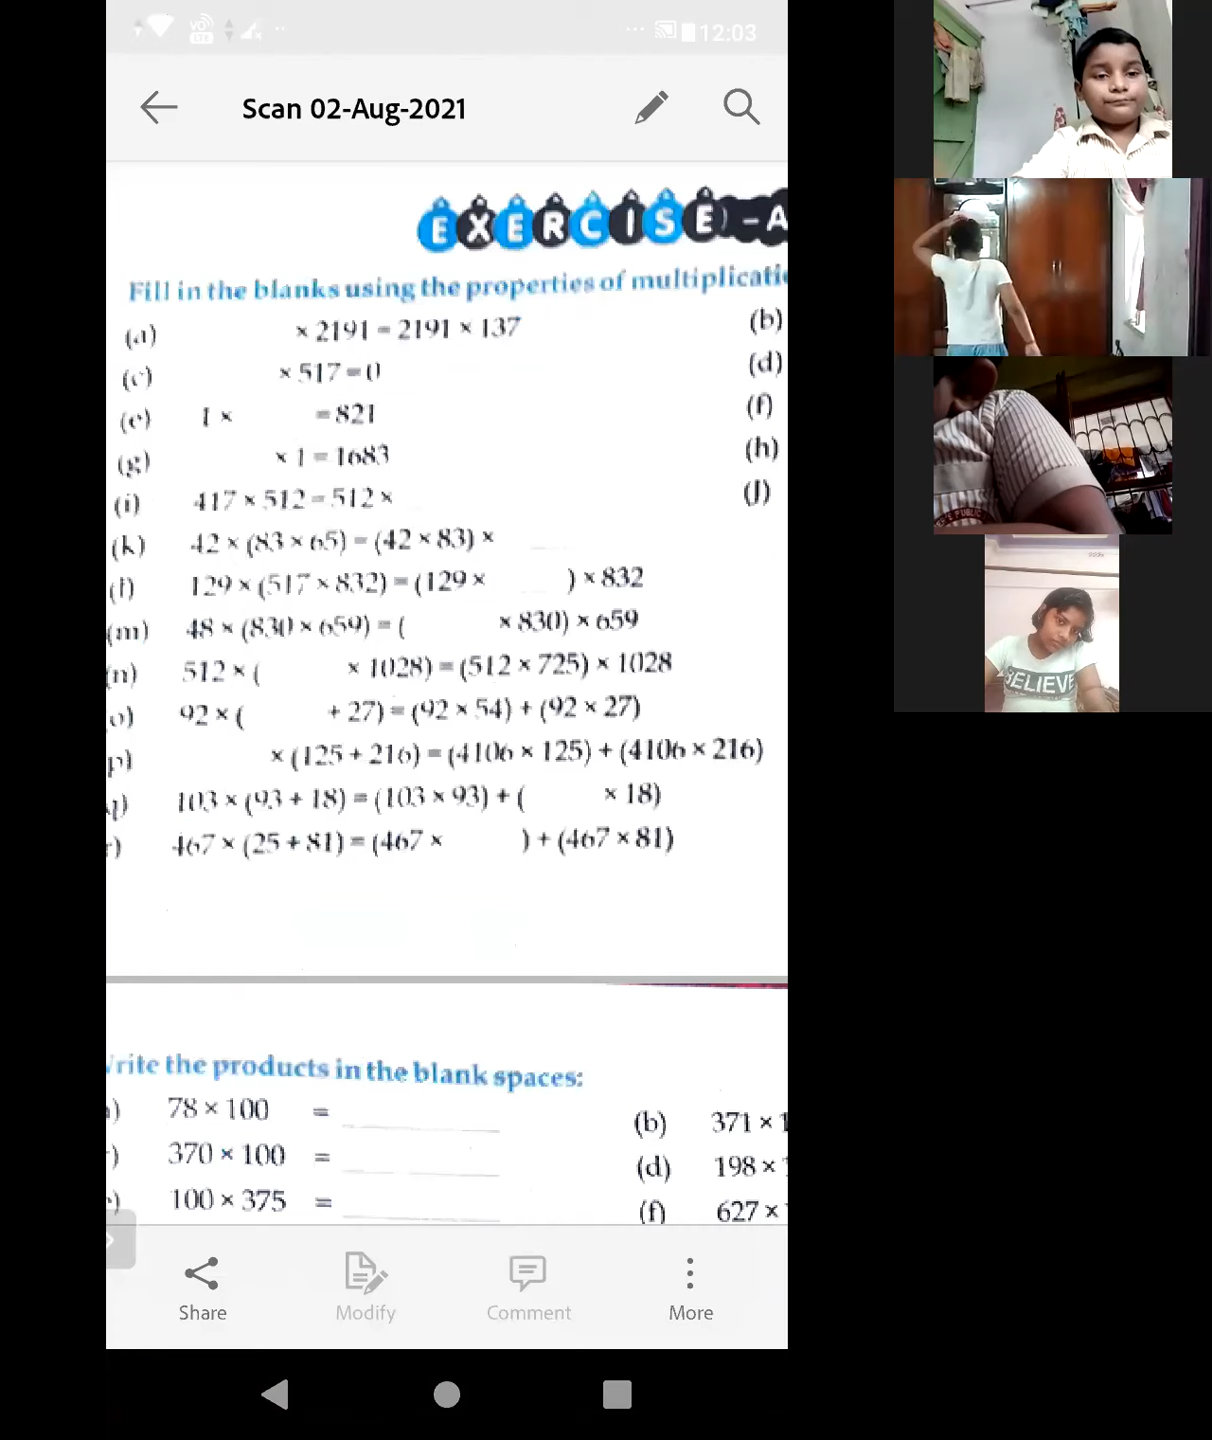 VO)) LTE 12:03
Scan 02-Aug-2021
EXERCISE-A
Fill in the blanks using the properties of
(a) × 2191 = 2191 × 137 (b)
(c) × 517 = 0 (d)
(e) 1 × = 821 (f)
(g) × 1 = 1683 (h)
(i) 417 × 512 = 512 × (J)
(k) 42 × (83 × 65) = (42 × 83) ×
(l) 129 × (517 × 832) = (129 × ) × 832
(m) 48 × (830 × 659) = ( × 830) × 659
(n) 512 × ( × 1028) = (512 × 725) × 1028
o) 92 × ( + 27) = (92 × 54) + (92 × 27)
p) × (125 + 216) = (4106 × 125) + (4106 × 216)
q) 103 × (93 + 18) = (103 × 93) + ( × 18)
) 467 × (25 + 81) = (467 × ) + (467 × 81)
rite the products in the blank spaces:
) 78 × 100 = (b) 371 × 1
) 370 × 100 = (d) 198 ×
) 100 × 375 = (f) 627 ×
Share Modify Comment More
BELIEVE
PUBLIC